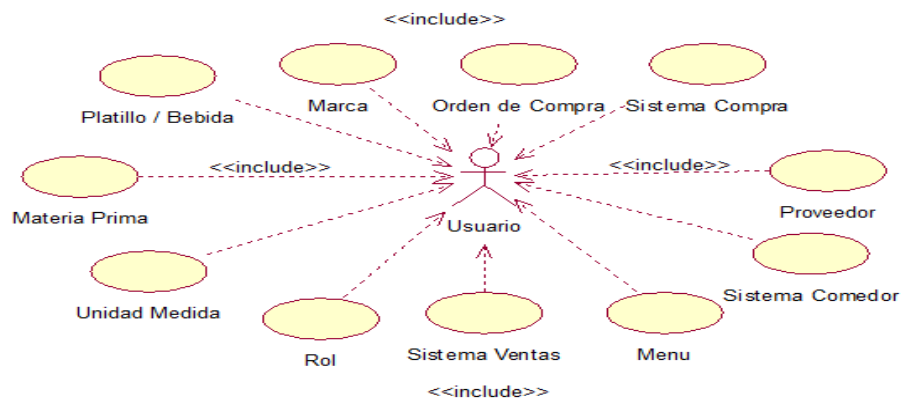 <<include>>
Platillo / Bebida
Marca
Orden de Compra
Sistema Compra
<<include>>
<<include>>
Materia Prima
Usuario
Proveedor
Unidad Medida
Rol
Sistema Ventas
Menu
Sistema Comedor
<<include>>